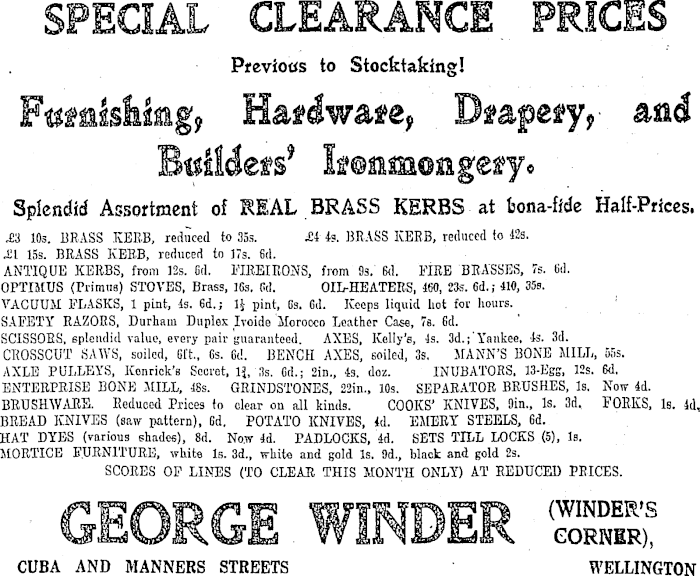 SPECIAL CLEARANCE PRICES
Previous to Stocktaking!
Furnishing, Hardware, Drapery, and
Builders' Ironmongery.
Splendid Assortment of REAL BRASS KERBS at bona-fide Half-Prices.
£3 10s. BRASS KERB, reduced to 35s. £4 4s. BRASS KERB, reduced to 42s.
£1 15s. BRASS KERB, reduced to 17s. 6d.
ANTIQUE KERBS, from 12s. 6d. FIREIRONS, from 9s. 6d. FIRE BRASSES, 7s. 6d.
OPTIMUS (Primus) STOVES, Brass, 16s. 6d. OIL-HEATERS, 460, 23s. 6d.; 410, 35s.
VACUUM FLASKS, 1 pint, 4s. 6d.; 1½ pint, 6s. 6d. Keeps liquid hot for hours.
SAFETY RAZORS, Durham Duplex Ivoide Morocco Leather Case, 7s. 6d.
SCISSORS, splendid value, every pair guaranteed. AXES, Kelly's, 4s. 3d.; Yankee, 4s. 3d.
CROSSCUT SAWS, soiled, 6ft., 6s. 6d. BENCH AXES, soiled, 3s. MANN'S BONE MILL, 55s.
AXLE PULLEYS, Kenrick's Secret, 1¾, 3s. 6d.; 2in., 4s. doz. INUBATORS, 13-Egg, 12s. 6d.
ENTERPRISE BONE MILL, 48s. GRINDSTONES, 22in., 10s. SEPARATOR BRUSHES, 1s. Now 4d.
BRUSHWARE. Reduced Prices to clear on all kinds. COOKS' KNIVES, 9in., 1s. 3d. FORKS, 1s. 4d.
BREAD KNIVES (saw pattern), 6d. POTATO KNIVES, 4d. EMERY STEELS, 6d.
HAT DYES (various shades), 8d. Now 4d. PADLOCKS, 4d. SETS TILL LOCKS (5), 1s.
MORTICE FURNITURE, white 1s. 3d., white and gold 1s. 9d., black and gold 2s.
SCORES OF LINES (TO CLEAR THIS MONTH ONLY) AT REDUCED PRICES.
GEORGE WINDER (WINDER'S CORNER),
CUBA AND MANNERS STREETS WELLINGTON